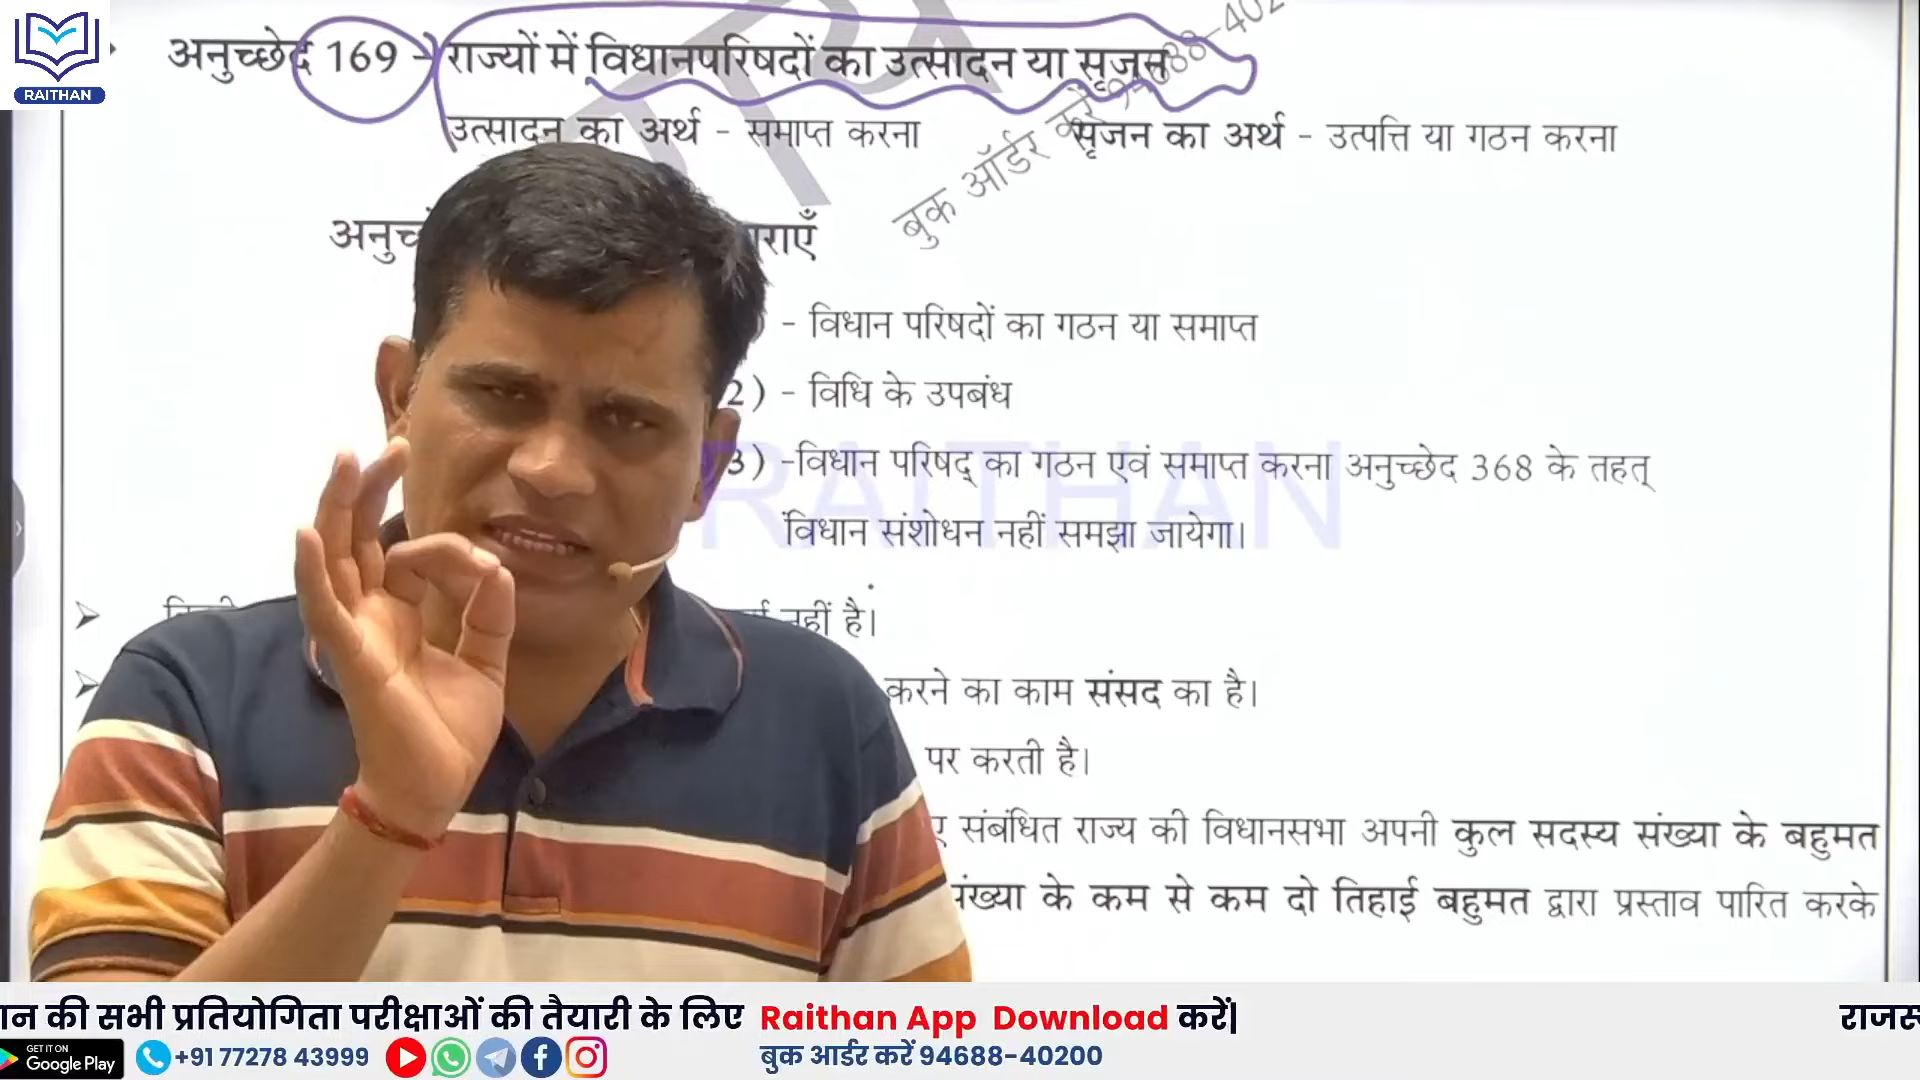 RAITHAN
अनुच्छेद 169 - राज्यों में विधानपरिषदों का उत्सादन या सृजन
उत्सादन का अर्थ - समाप्त करना सृजन का अर्थ - उत्पत्ति या गठन करना
बुक ऑर्डर करें
- विधान परिषदों का गठन या समाप्त
2) - विधि के उपबंध
3) -विधान परिषद् का गठन एवं समाप्त करना अनुच्छेद 368 के तहत्
विधान संशोधन नहीं समझा जायेगा।
RAITHAN
नहीं है।
करने का काम संसद का है।
पर करती है।
संबंधित राज्य की विधानसभा अपनी कुल सदस्य संख्या के बहुमत
के कम से कम दो तिहाई बहुमत द्वारा प्रस्ताव पारित करके
की सभी प्रतियोगिता परीक्षाओं की तैयारी के लिए Raithan App Download करें|
GET IT ON
Google Play
+91 77278 43999
बुक आर्डर करें 94688-40200